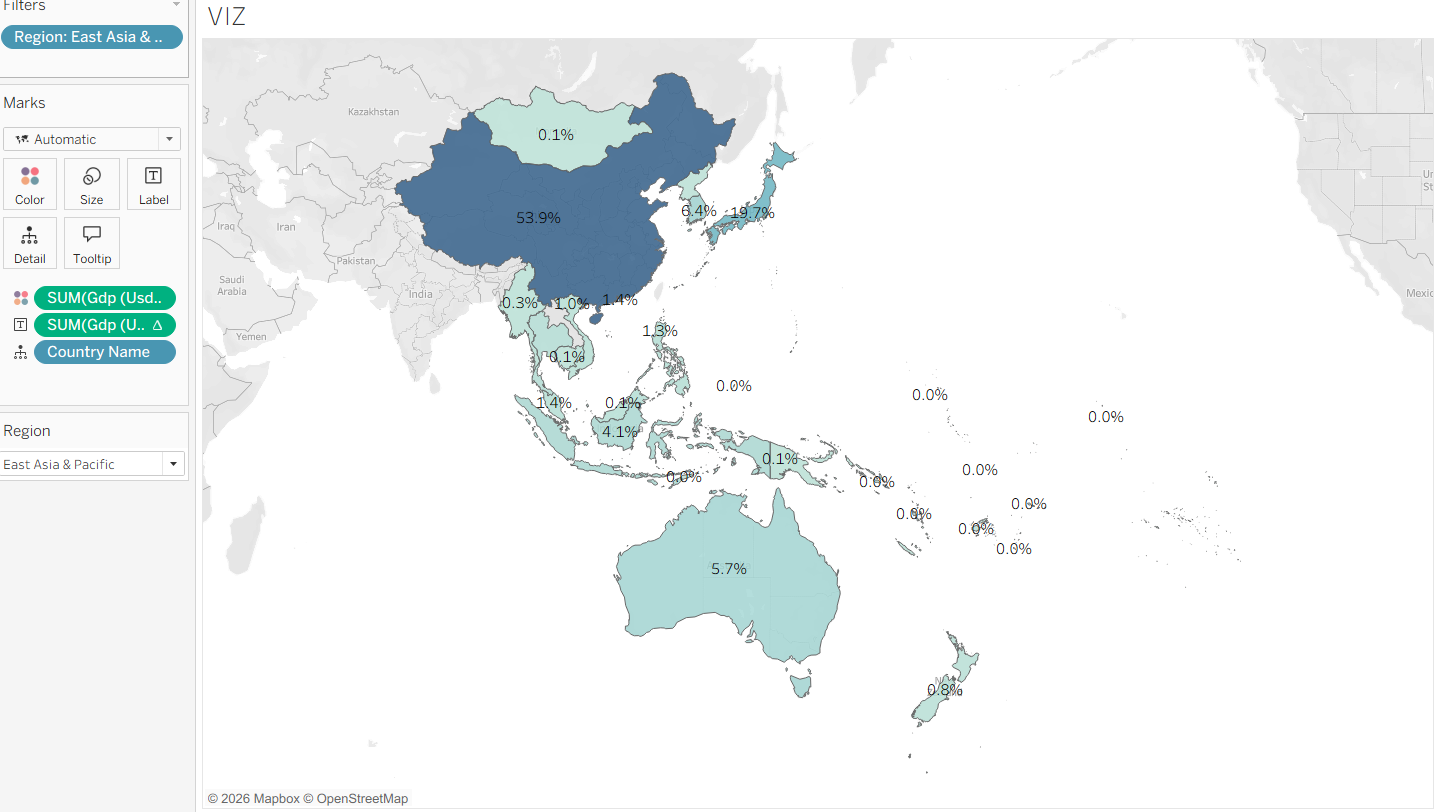 Filters
Region: East Asia & ..
Marks
Automatic
Color
Size
Label
Detail
Tooltip
SUM(Gdp (Usd..
SUM(Gdp (U.. Δ
Country Name
Region
East Asia & Pacific
VIZ
Kazakhstan
0.1%
53.9%
6.4%
19.7%
Iraq
Iran
Pakistan
Saudi
Arabia
India
Yemen
0.3%
1.0%
1.4%
1.3%
0.1%
0.0%
1.4%
0.1%
4.1%
0.0%
0.0%
0.1%
0.0%
0.0%
0.0%
0.0%
0.0%
0.0%
0.0%
5.7%
0.8%
Mexic
© 2026 Mapbox © OpenStreetMap